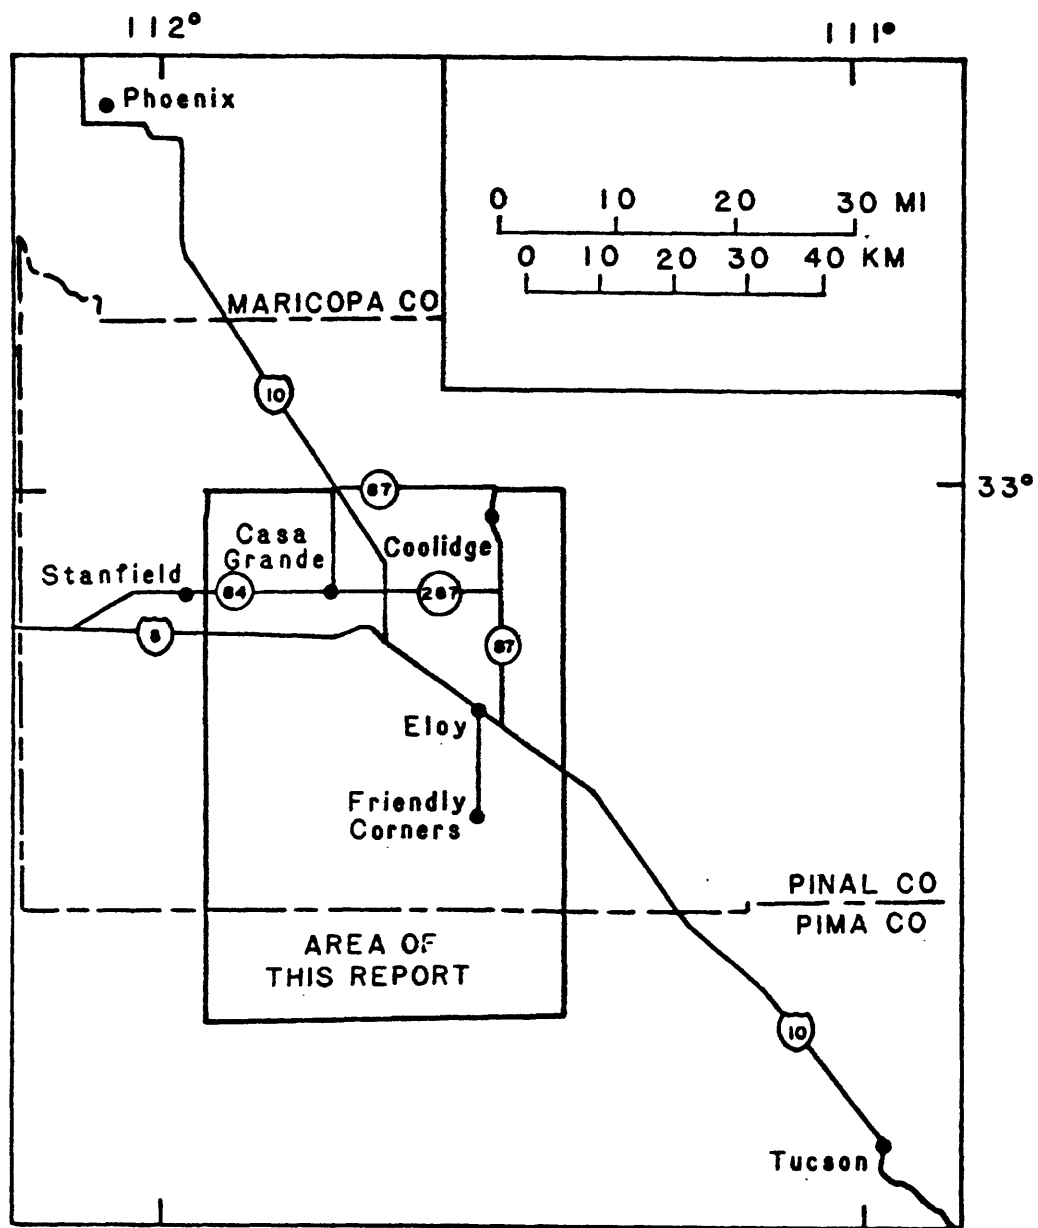 112° 111°
Phoenix
0 10 20 30 MI
0 10 20 30 40 KM
MARICOPA CO
10
87
33°
Casa
Grande
Coolidge
Stanfield
84
287
8
87
Eloy
Friendly
Corners
PINAL CO
PIMA CO
AREA OF
THIS REPORT
10
Tucson